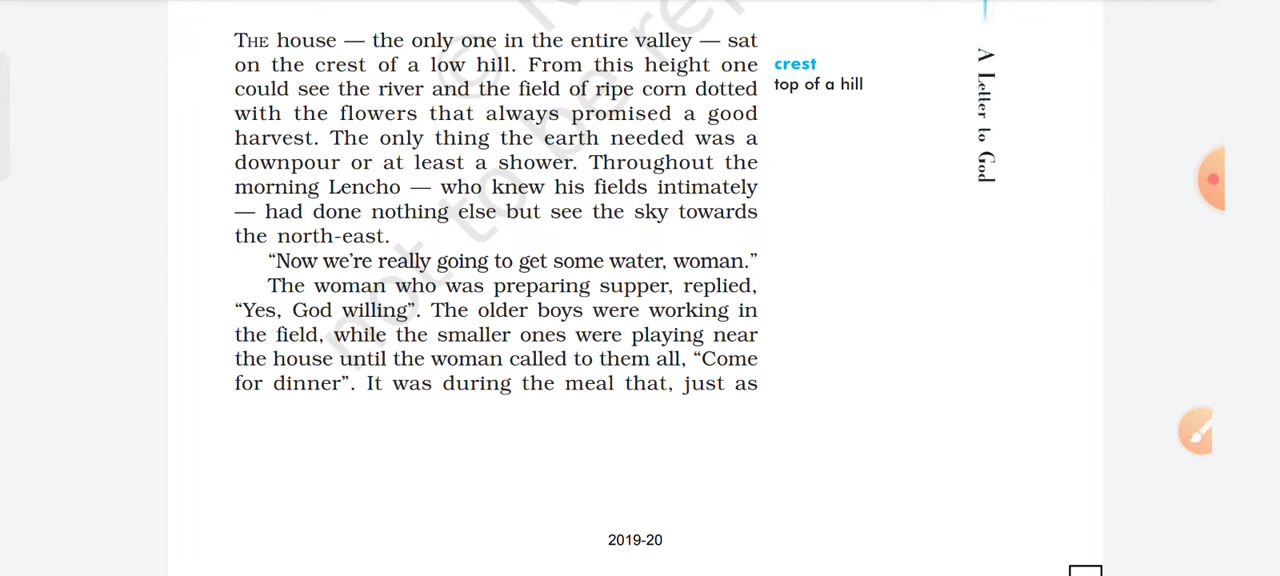 THE house — the only one in the entire valley — sat
on the crest of a low hill. From this height one
could see the river and the field of ripe corn dotted
with the flowers that always promised a good
harvest. The only thing the earth needed was a
downpour or at least a shower. Throughout the
morning Lencho — who knew his fields intimately
— had done nothing else but see the sky towards
the north-east.
“Now we’re really going to get some water, woman.”
The woman who was preparing supper, replied,
“Yes, God willing”. The older boys were working in
the field, while the smaller ones were playing near
the house until the woman called to them all, “Come
for dinner”. It was during the meal that, just as
crest
top of a hill
A Letter to God
not to be re
©
2019-20